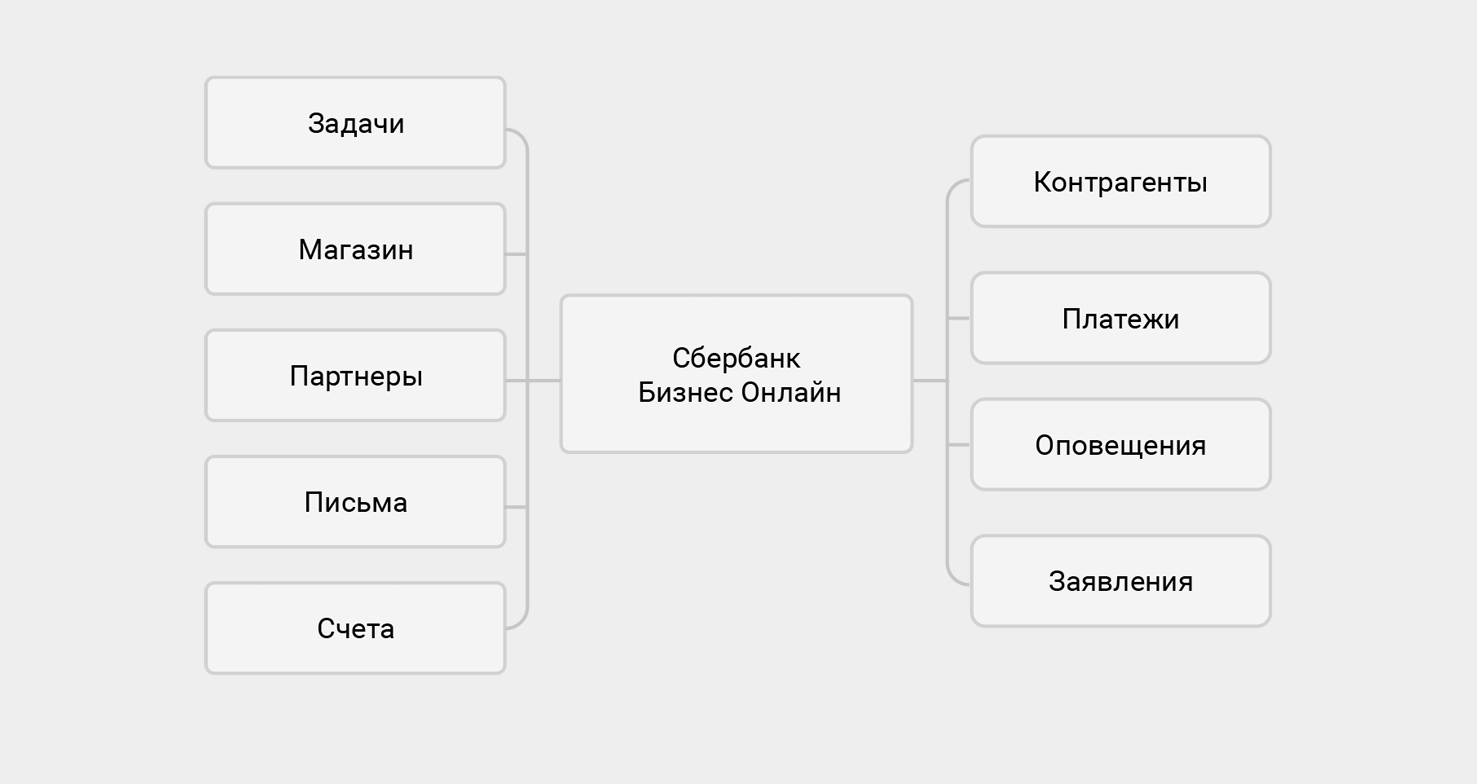 Задачи
Магазин
Партнеры
Письма
Счета
Сбербанк
Бизнес Онлайн
Контрагенты
Платежи
Оповещения
Заявления